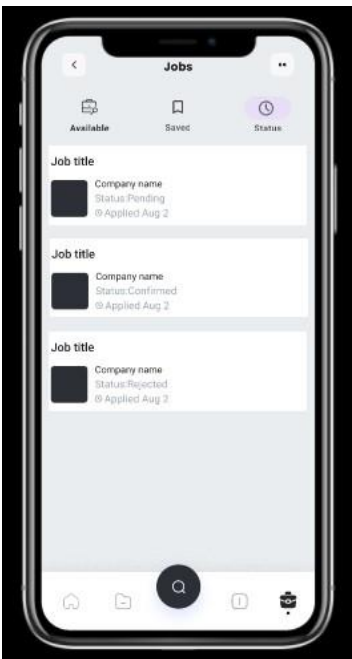 Jobs
Available Saved Status
Job title
Company name
Status:Pending
Applied Aug 2
Job title
Company name
Status:Confirmed
Applied Aug 2
Job title
Company name
Status:Rejected
Applied Aug 2